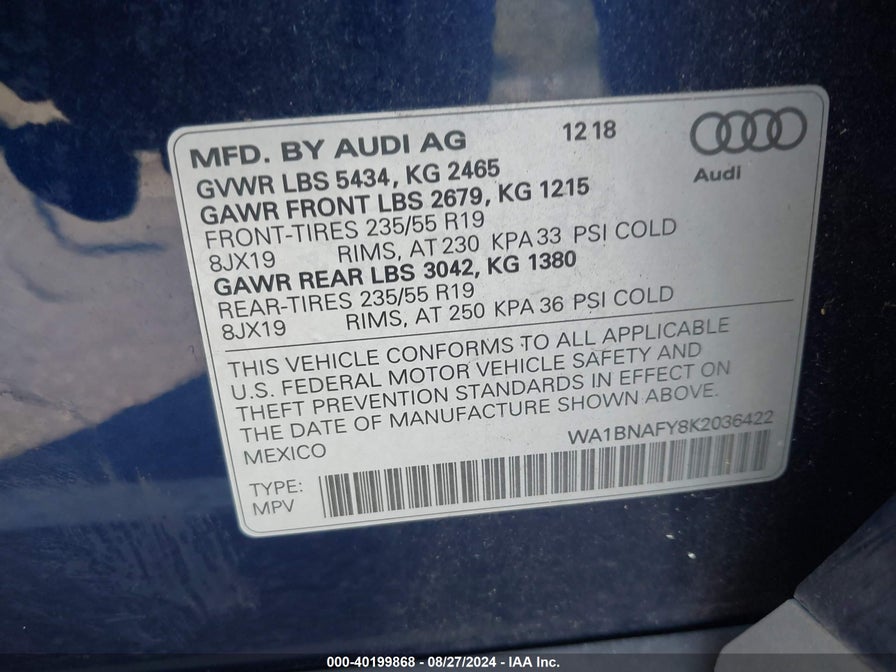 MFD. BY AUDI AG 12 18
Audi
GVWR LBS 5434, KG 2465
GAWR FRONT LBS 2679, KG 1215
FRONT-TIRES 235/55 R19
8JX19 RIMS, AT 230 KPA 33 PSI COLD
GAWR REAR LBS 3042, KG 1380
REAR-TIRES 235/55 R19
8JX19 RIMS, AT 250 KPA 36 PSI COLD
THIS VEHICLE CONFORMS TO ALL APPLICABLE
U.S. FEDERAL MOTOR VEHICLE SAFETY AND
THEFT PREVENTION STANDARDS IN EFFECT ON
THE DATE OF MANUFACTURE SHOWN ABOVE.
MEXICO WA1BNAFY8K2036422
TYPE:
MPV
000-40199868 - 08/27/2024 - IAA Inc.